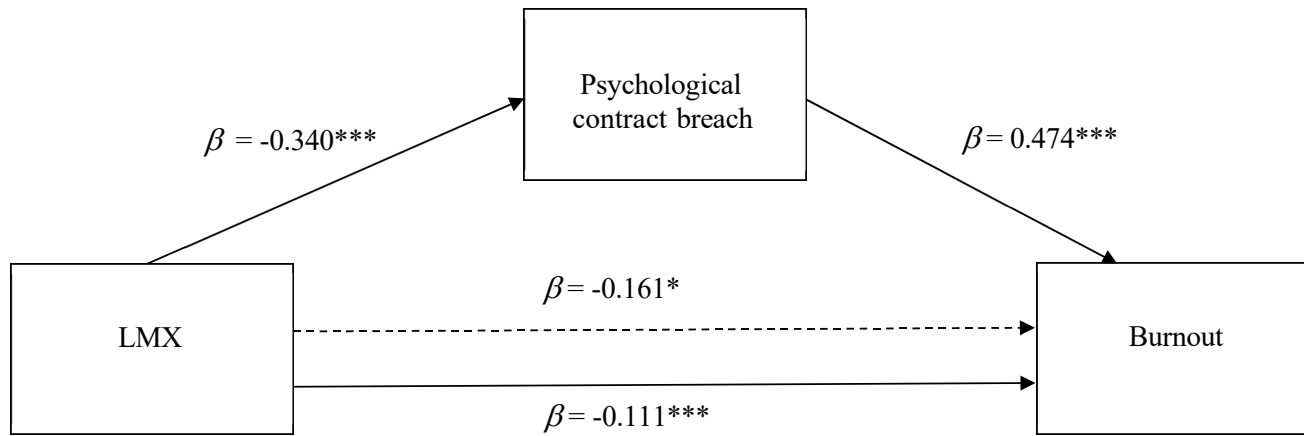 Psychological
contract breach
β = -0.340***
β = 0.474***
β = -0.161*
LMX
Burnout
β = -0.111***